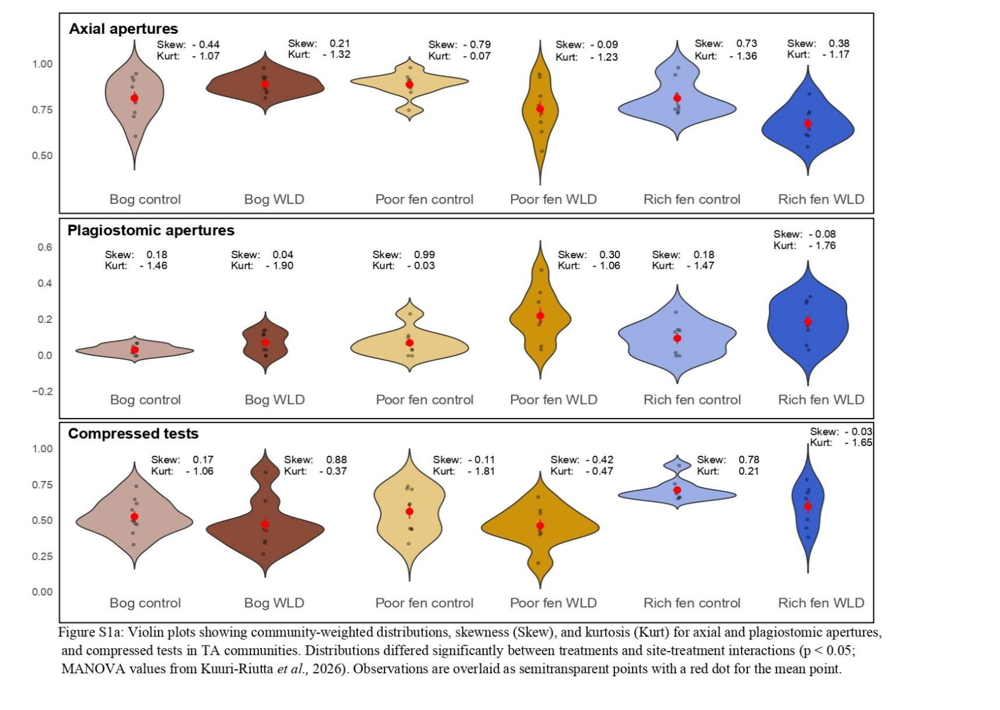 Axial apertures
Skew: - 0.44
Kurt: - 1.07
Skew: 0.21
Kurt: - 1.32
Skew: - 0.79
Kurt: - 0.07
Skew: - 0.09
Kurt: - 1.23
Skew: 0.73
Kurt: - 1.36
Skew: 0.38
Kurt: - 1.17
1.00
0.75
0.50
Bog control
Bog WLD
Poor fen control
Poor fen WLD
Rich fen control
Rich fen WLD
Plagiostomic apertures
Skew: 0.18
Kurt: - 1.46
Skew: 0.04
Kurt: - 1.90
Skew: 0.99
Kurt: - 0.03
Skew: 0.30
Kurt: - 1.06
Skew: 0.18
Kurt: - 1.47
Skew: - 0.08
Kurt: - 1.76
0.6
0.4
0.2
0.0
−0.2
Bog control
Bog WLD
Poor fen control
Poor fen WLD
Rich fen control
Rich fen WLD
Compressed tests
Skew: 0.17
Kurt: - 1.06
Skew: 0.88
Kurt: - 0.37
Skew: - 0.11
Kurt: - 1.81
Skew: - 0.42
Kurt: - 0.47
Skew: 0.78
Kurt: 0.21
Skew: - 0.03
Kurt: - 1.65
1.00
0.75
0.50
0.25
0.00
Bog control
Bog WLD
Poor fen control
Poor fen WLD
Rich fen control
Rich fen WLD
Figure S1a: Violin plots showing community-weighted distributions, skewness (Skew), and kurtosis (Kurt) for axial and plagiostomic apertures,
and compressed tests in TA communities. Distributions differed significantly between treatments and site-treatment interactions (p < 0.05;
MANOVA values from Kuuri-Riutta et al., 2026). Observations are overlaid as semitransparent points with a red dot for the mean point.